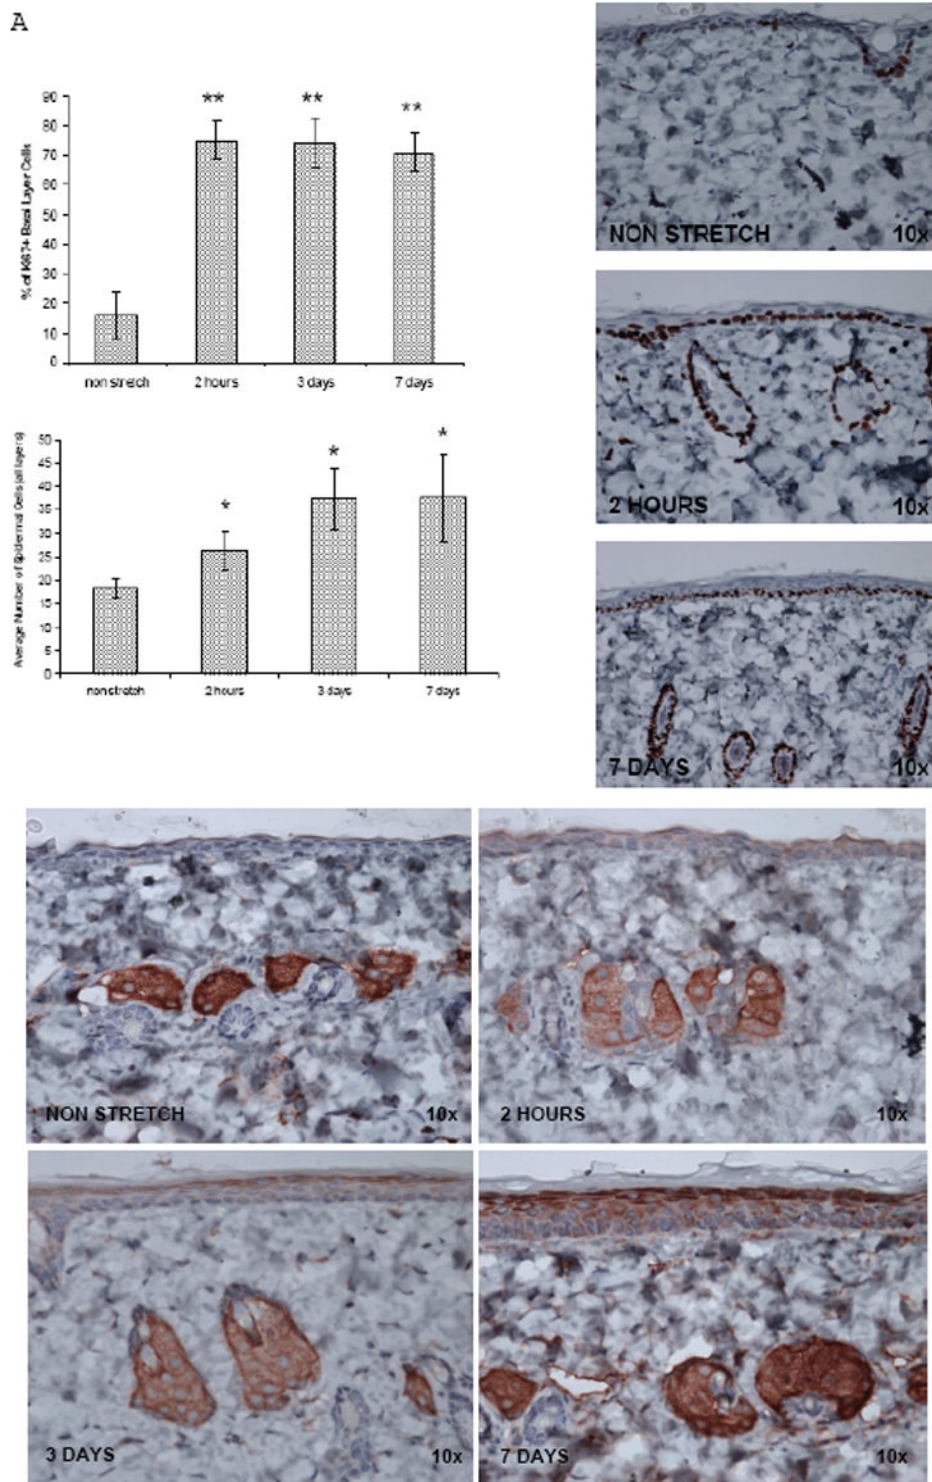 A
% of Ki67+ Basal Layer Cells
90
80
70
60
50
40
30
20
10
0
**
**
**
non stretch
2 hours
3 days
7 days
Average Number of Epidermal Cells (all layers)
50
45
40
35
30
25
20
15
10
5
0
*
*
*
non stretch
2 hours
3 days
7 days
NON STRETCH 10x
2 HOURS 10x
7 DAYS 10x
NON STRETCH 10x
2 HOURS 10x
3 DAYS 10x
7 DAYS 10x